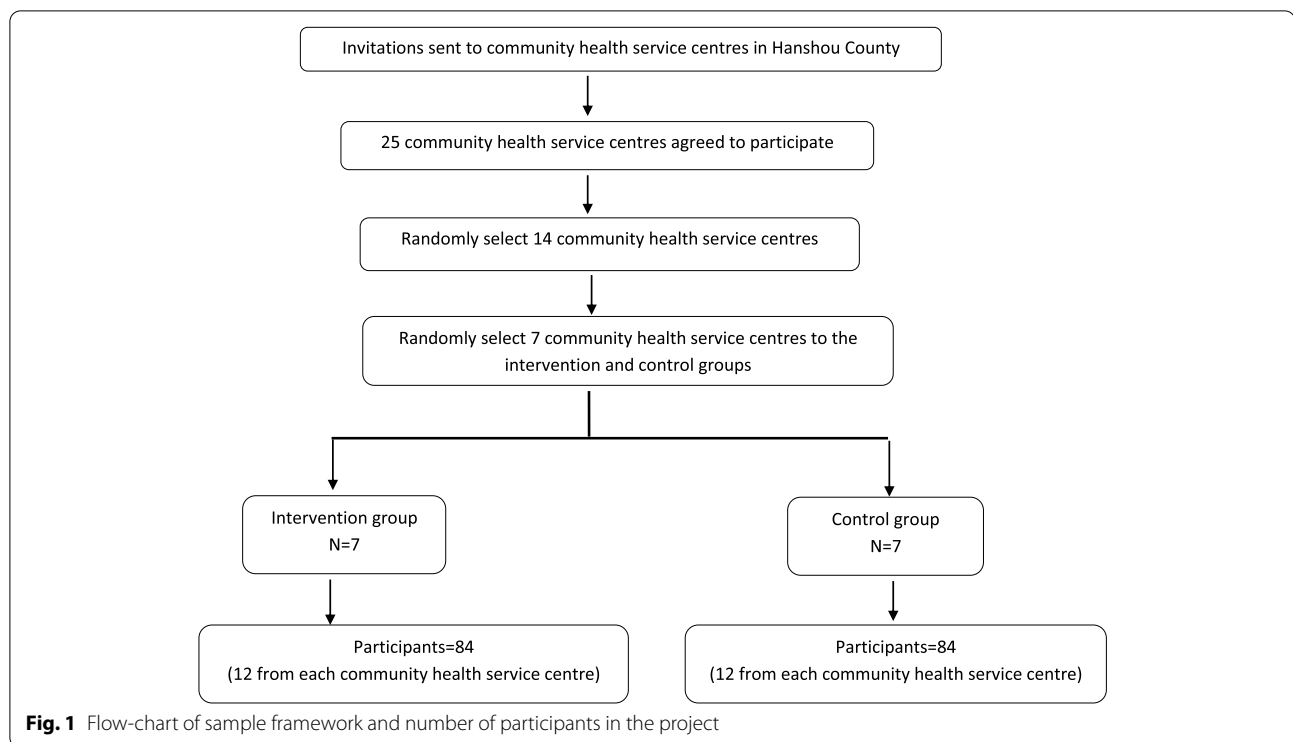 Invitations sent to community health service centres in Hanshou County
25 community health service centres agreed to participate
Randomly select 14 community health service centres
Randomly select 7 community health service centres to the
intervention and control groups
Intervention group
N=7
Control group
N=7
Participants=84
(12 from each community health service centre)
Participants=84
(12 from each community health service centre)
Fig. 1 Flow-chart of sample framework and number of participants in the project